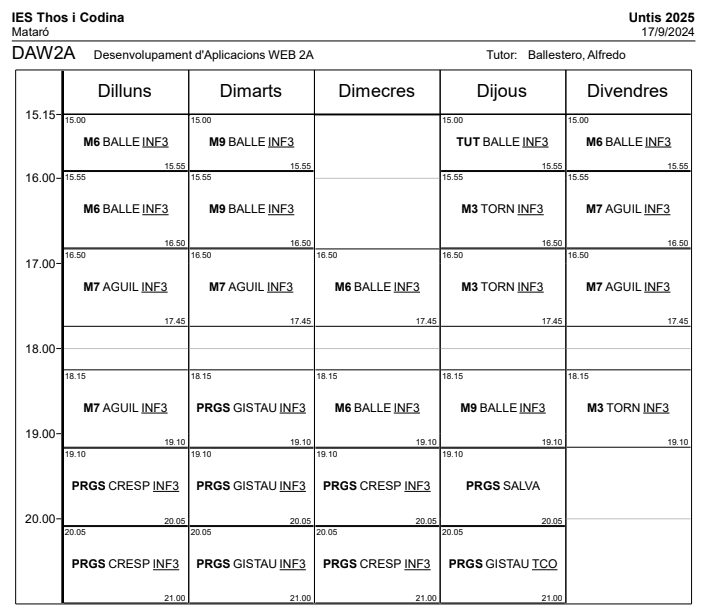 IES Thos i Codina Untis 2025
Mataró 17/9/2024
DAW2A Desenvolupament d'Aplicacions WEB 2A Tutor: Ballestero, Alfredo
Dilluns Dimarts Dimecres Dijous Divendres
15.15
15.00 15.00 15.00 15.00
M6 BALLE INF3 M9 BALLE INF3 TUT BALLE INF3 M6 BALLE INF3
15.55 15.55 15.55 15.55
16.00
15.55 15.55 15.55 15.55
M6 BALLE INF3 M9 BALLE INF3 M3 TORN INF3 M7 AGUIL INF3
16.50 16.50 16.50 16.50
16.50 16.50 16.50 16.50 16.50
17.00
M7 AGUIL INF3 M7 AGUIL INF3 M6 BALLE INF3 M3 TORN INF3 M7 AGUIL INF3
17.45 17.45 17.45 17.45 17.45
18.00
18.15 18.15 18.15 18.15 18.15
M7 AGUIL INF3 PRGS GISTAU INF3 M6 BALLE INF3 M9 BALLE INF3 M3 TORN INF3
19.00
19.10 19.10 19.10 19.10 19.10
19.10 19.10 19.10 19.10
PRGS CRESP INF3 PRGS GISTAU INF3 PRGS CRESP INF3 PRGS SALVA
20.00
20.05 20.05 20.05 20.05
20.05 20.05 20.05 20.05
PRGS CRESP INF3 PRGS GISTAU INF3 PRGS CRESP INF3 PRGS GISTAU TCO
21.00 21.00 21.00 21.00